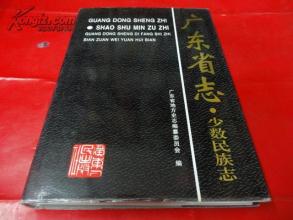 GUANG DONG SHENG ZHI
• SHAO SHU MIN ZU ZHI
GUANG DONG SHENG DI FANG SHI ZHI
BIAN ZUAN WEI YUAN HUI BIAN
广东省志·少数民族志
广东省地方史志编纂委员会 编